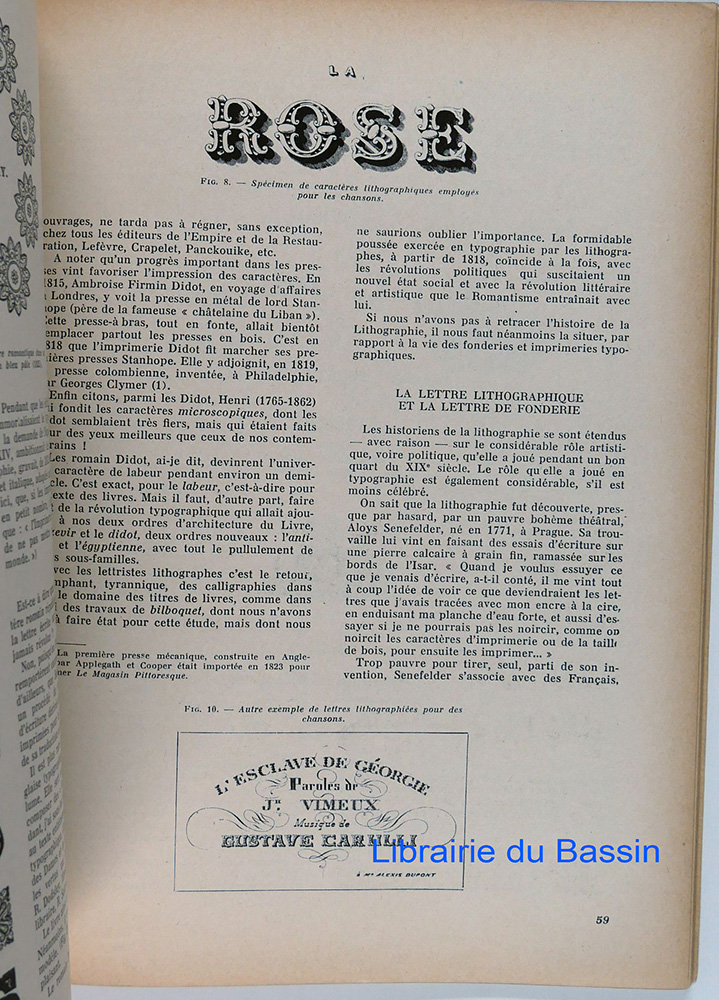 LA
ROSE
FIG. 8. — Spécimen de caractères lithographiques employés
pour les chansons.
ouvrages, ne tarda pas à régner, sans exception,
chez tous les éditeurs de l'Empire et de la Restau-
ration, Lefèvre, Crapelet, Panckouike, etc.
A noter qu'un progrès important dans les pres-
ses vint favoriser l'impression des caractères. En
1815, Ambroise Firmin Didot, en voyage d'affaires
Londres, y voit la presse en métal de lord Stan-
hope (père de la fameuse « châtelaine du Liban »).
Cette presse à bras, tout en fonte, allait bientôt
emplacer partout les presses en bois. C'est en
818 que l'imprimerie Didot fit marcher ses pre-
ières presses Stanhope. Elle y adjoignit, en 1819,
presse colombienne, inventée, à Philadelphie,
ar Georges Clymer (1).
Enfin citons, parmi les Didot, Henri (1765-1862)
i fondit les caractères microscopiques, dont les
idot semblaient très fiers, mais qui étaient faits
ur des yeux meilleurs que ceux de nos contem-
rains !
Les romain Didot, ai-je dit, devinrent l'univer-
caractère de labeur pendant environ un demi-
cle. C'est exact, pour le labeur, c'est-à-dire pour
exte des livres. Mais il faut, d'autre part, faire
t de la révolution typographique qui allait ajou-
à nos deux ordres d'architecture du Livre,
zevir et le didot, deux ordres nouveaux : l'anti-
et l'égyptienne, avec tout le pullulement de
s sous-familles.
vec les lettristes lithographes c'est le retour,
mphant, tyrannique, des calligraphies dans
le domaine des titres de livres, comme dans
i des travaux de bilboquet, dont nous n'avons
à faire état pour cette étude, mais dont nous
La première presse mécanique, construite en Angle-
par Applegath et Cooper était importée en 1823 pour
mer Le Magasin Pittoresque.
ne saurions oublier l'importance. La formidable
poussée exercée en typographie par les lithogra-
phes, à partir de 1818, coïncide à la fois, avec
les révolutions politiques qui suscitaient un
nouvel état social et avec la révolution littéraire
et artistique que le Romantisme entraînait avec
lui.
Si nous n'avons pas à retracer l'histoire de la
Lithographie, il nous faut néanmoins la situer, par
rapport à la vie des fonderies et imprimeries typo-
graphiques.
LA LETTRE LITHOGRAPHIQUE
ET LA LETTRE DE FONDERIE
Les historiens de la lithographie se sont étendus
— avec raison — sur le considérable rôle artisti-
que, voire politique, qu'elle a joué pendant un bon
quart du XIXe siècle. Le rôle qu'elle a joué en
typographie est également considérable, s'il est
moins célébré.
On sait que la lithographie fut découverte, pres-
que par hasard, par un pauvre bohème théâtral,
Aloys Senefelder, né en 1771, à Prague. Sa trou-
vaille lui vint en faisant des essais d'écriture sur
une pierre calcaire à grain fin, ramassée sur les
bords de l'Isar. « Quand je voulus essuyer ce
que je venais d'écrire, a-t-il conté, il me vint tout
à coup l'idée de voir ce que deviendraient les let-
tres que j'avais tracées avec mon encre à la cire,
en enduisant ma planche d'eau forte, et aussi d'es-
sayer si je ne pourrais pas les noircir, comme on
noircit les caractères d'imprimerie ou de la taille
de bois, pour ensuite les imprimer... »
Trop pauvre pour tirer, seul, parti de son in-
vention, Senefelder s'associe avec des Français,
FIG. 10. — Autre exemple de lettres lithographiées pour des
chansons.
L'ESCLAVE DE GÉORGIE
Paroles de
Jn. VIMEUX
Musique de
GUSTAVE CARULLI
à Mr ALEXIS DUPONT
Librairie du Bassin
59